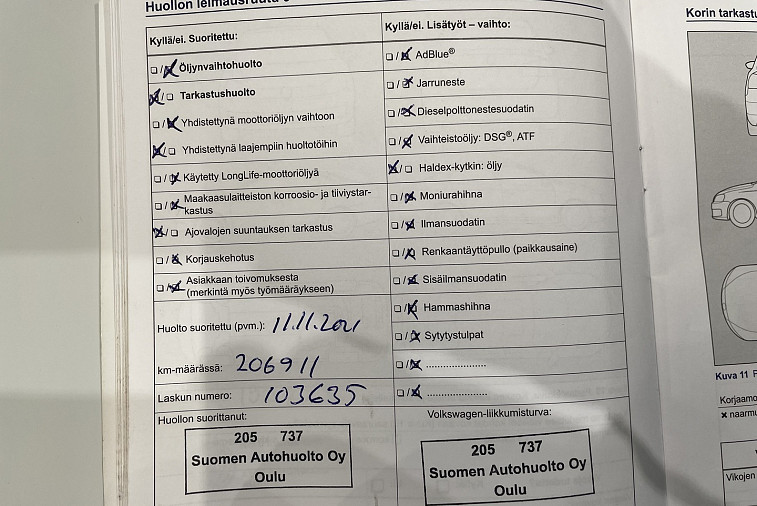 Huollon leimausruutu
Kyllä/ei. Suoritettu:
Öljynvaihtohuolto
Tarkastushuolto
Yhdistettynä moottoriöljyn vaihtoon
Yhdistettynä laajempiin huoltotöihin
Käytetty LongLife-moottoriöljyä
Maakaasulaitteiston korroosio- ja tiiviystar-
kastus
Ajovalojen suuntauksen tarkastus
Korjauskehotus
Asiakkaan toivomuksesta
(merkintä myös työmääräykseen)
Huolto suoritettu (pvm.): 11.11.2021
km-määrässä: 206911
Laskun numero: 103635
Huollon suorittanut:
205 737
Suomen Autohuolto Oy
Oulu
Kyllä/ei. Lisätyöt – vaihto:
AdBlue®
Jarruneste
Dieselpolttonestesuodatin
Vaihteistoöljy: DSG®, ATF
Haldex-kytkin: öljy
Moniurahihna
Ilmansuodatin
Renkaantäyttöpullo (paikkausaine)
Sisäilmansuodatin
Hammashihna
Sytytystulpat
.....................
.....................
Volkswagen-liikkumisturva:
205 737
Suomen Autohuolto Oy
Oulu
Korin tarkastu
Kuva 11 F
Korjaamo
× naarmu
Vikojen